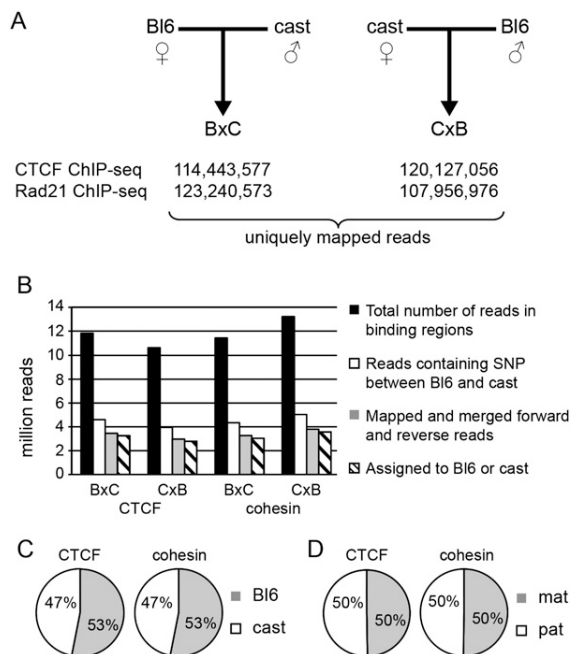 A
Bl6 cast cast Bl6
♀ ♂ ♀ ♂
BxC CxB
CTCF ChIP-seq 114,443,577 120,127,056
Rad21 ChIP-seq 123,240,573 107,956,976
uniquely mapped reads
B
million reads
14
12
10
8
6
4
2
0
BxC CxB BxC CxB
CTCF cohesin
Total number of reads in
binding regions
Reads containing SNP
between Bl6 and cast
Mapped and merged forward
and reverse reads
Assigned to Bl6 or cast
C
CTCF cohesin
47% 53% 47% 53%
Bl6
cast
D
CTCF cohesin
50% 50% 50% 50%
mat
pat